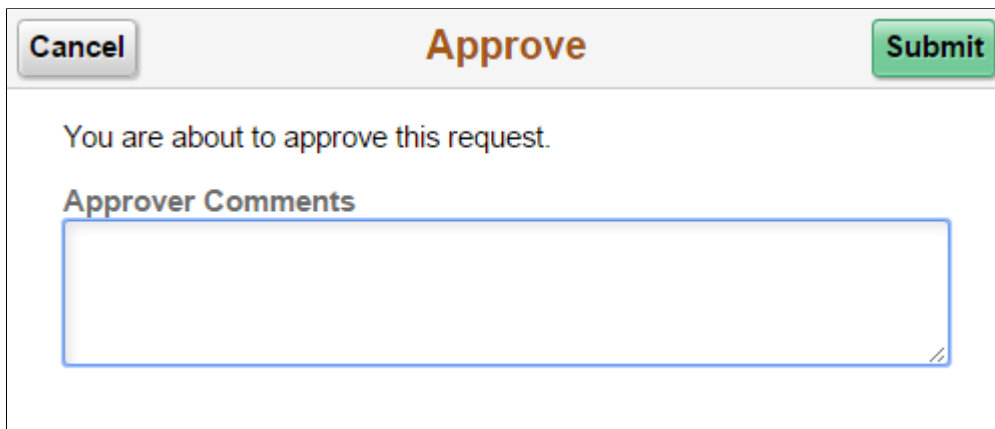 Cancel
Approve
Submit
You are about to approve this request.
Approver Comments